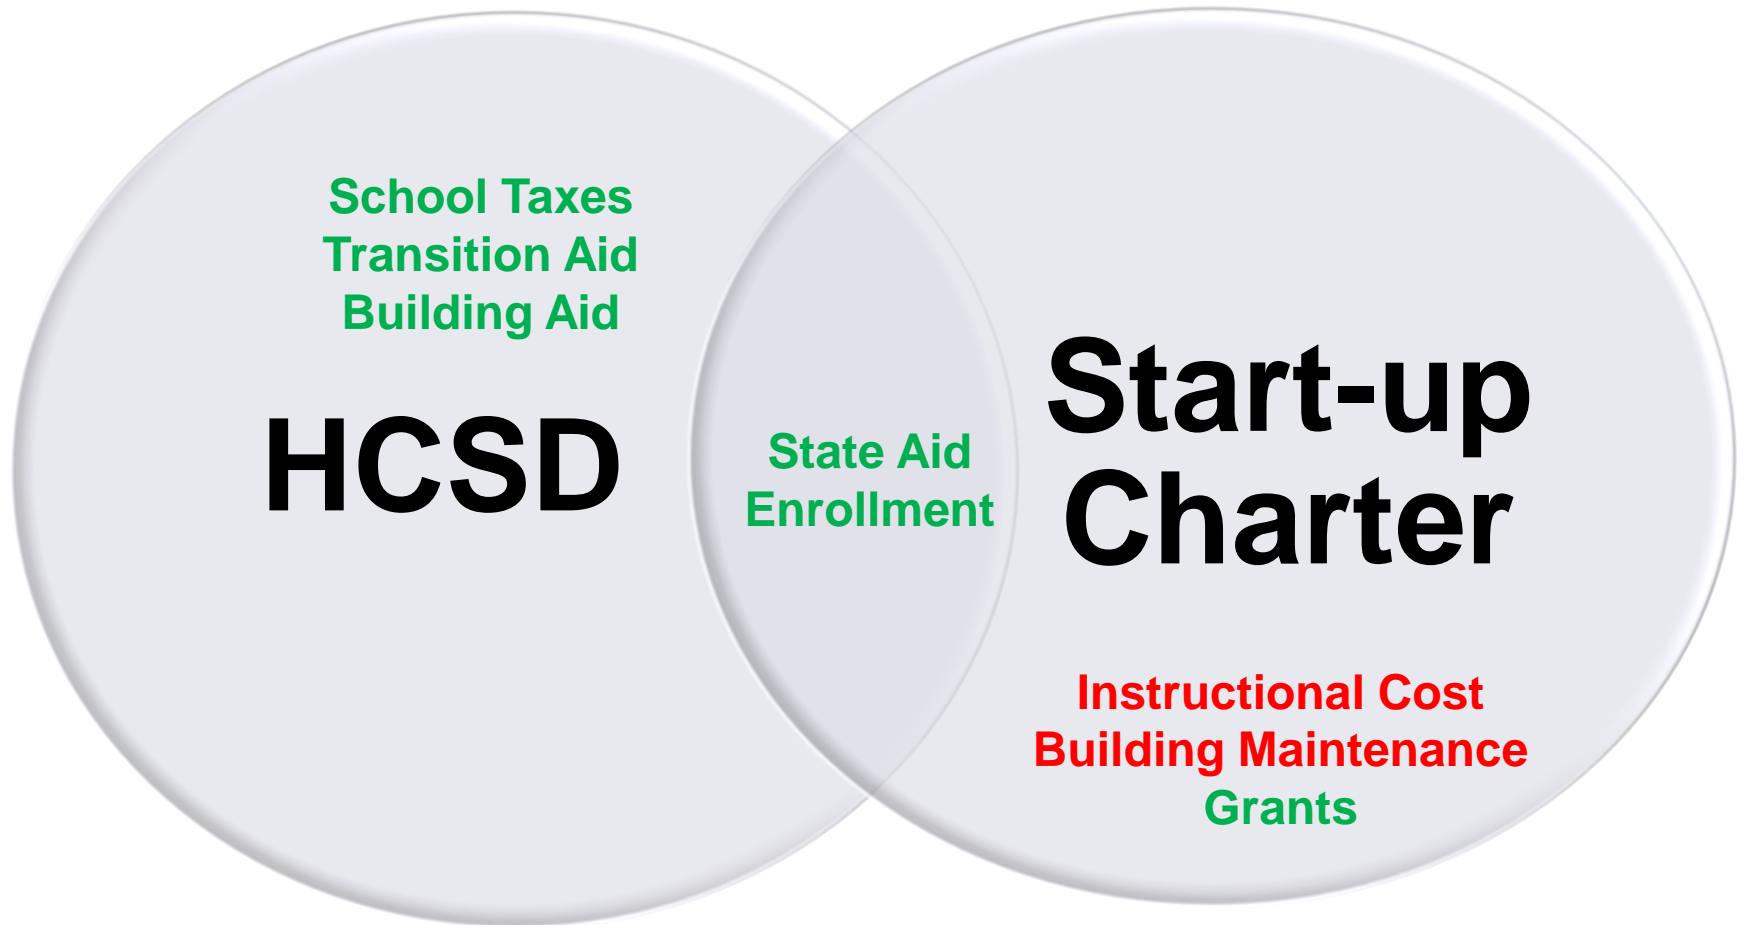 School Taxes
Transition Aid
Building Aid
HCSD
State Aid
Enrollment
Start-up
Charter
Instructional Cost
Building Maintenance
Grants